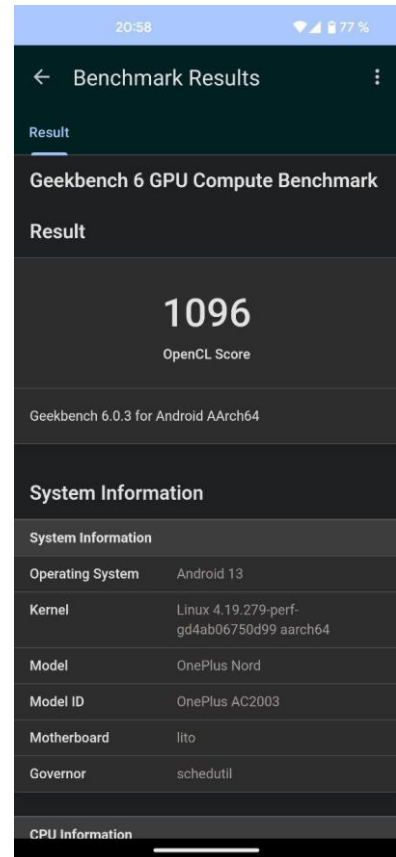 20:58 77 %
Benchmark Results
Result
Geekbench 6 GPU Compute Benchmark
Result
1096
OpenCL Score
Geekbench 6.0.3 for Android AArch64
System Information
System Information
Operating System Android 13
Kernel Linux 4.19.279-perf-
gd4ab06750d99 aarch64
Model OnePlus Nord
Model ID OnePlus AC2003
Motherboard lito
Governor schedutil
CPU Information